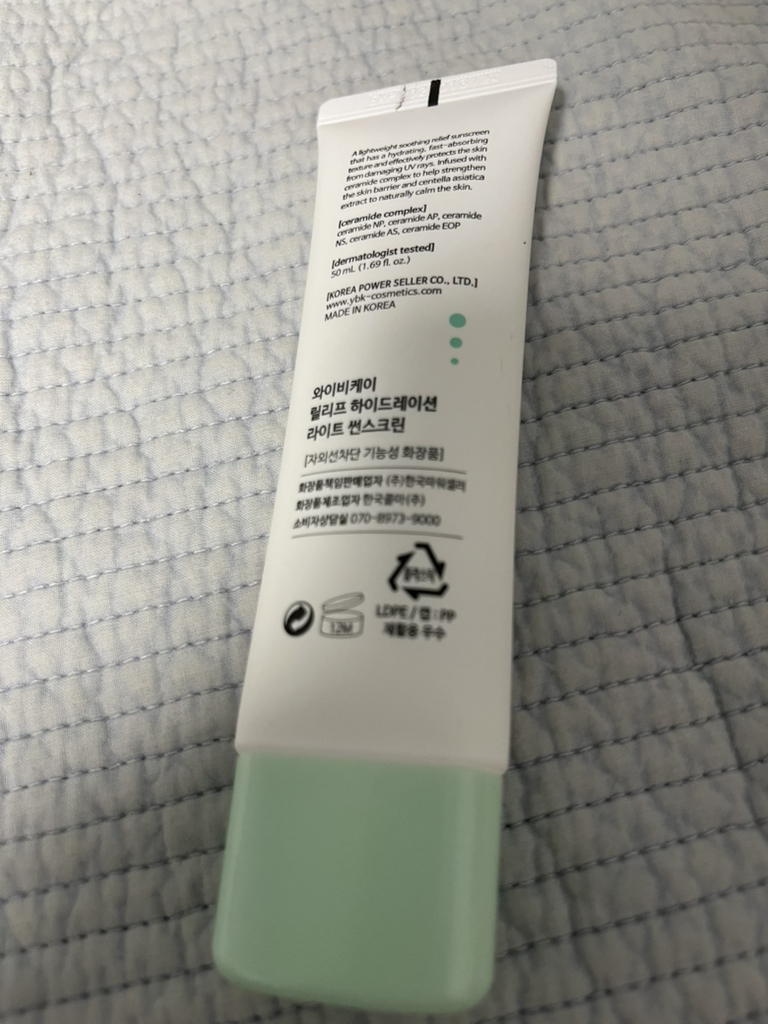 A lightweight soothing relief sunscreen
that has a hydrating, fast-absorbing
texture and effectively protects the skin
from damaging UV rays. Infused with
ceramide complex to help strengthen
the skin barrier and centella asiatica
extract to naturally calm the skin.
[ceramide complex]
ceramide NP, ceramide AP, ceramide
NS, ceramide AS, ceramide EOP
[dermatologist tested]
50 mL (1.69 fl. oz.)
[KOREA POWER SELLER CO., LTD.]
www.ybk-cosmetics.com
MADE IN KOREA
와이비케이
릴리프 하이드레이션
라이트 썬스크린
[자외선차단 기능성 화장품]
화장품책임판매업자 (주)한국파워셀러
화장품제조업자 한국콜마(주)
소비자상담실 070-8973-9000
플라스틱
12M
LDPE / 캡 : PP
재활용 우수